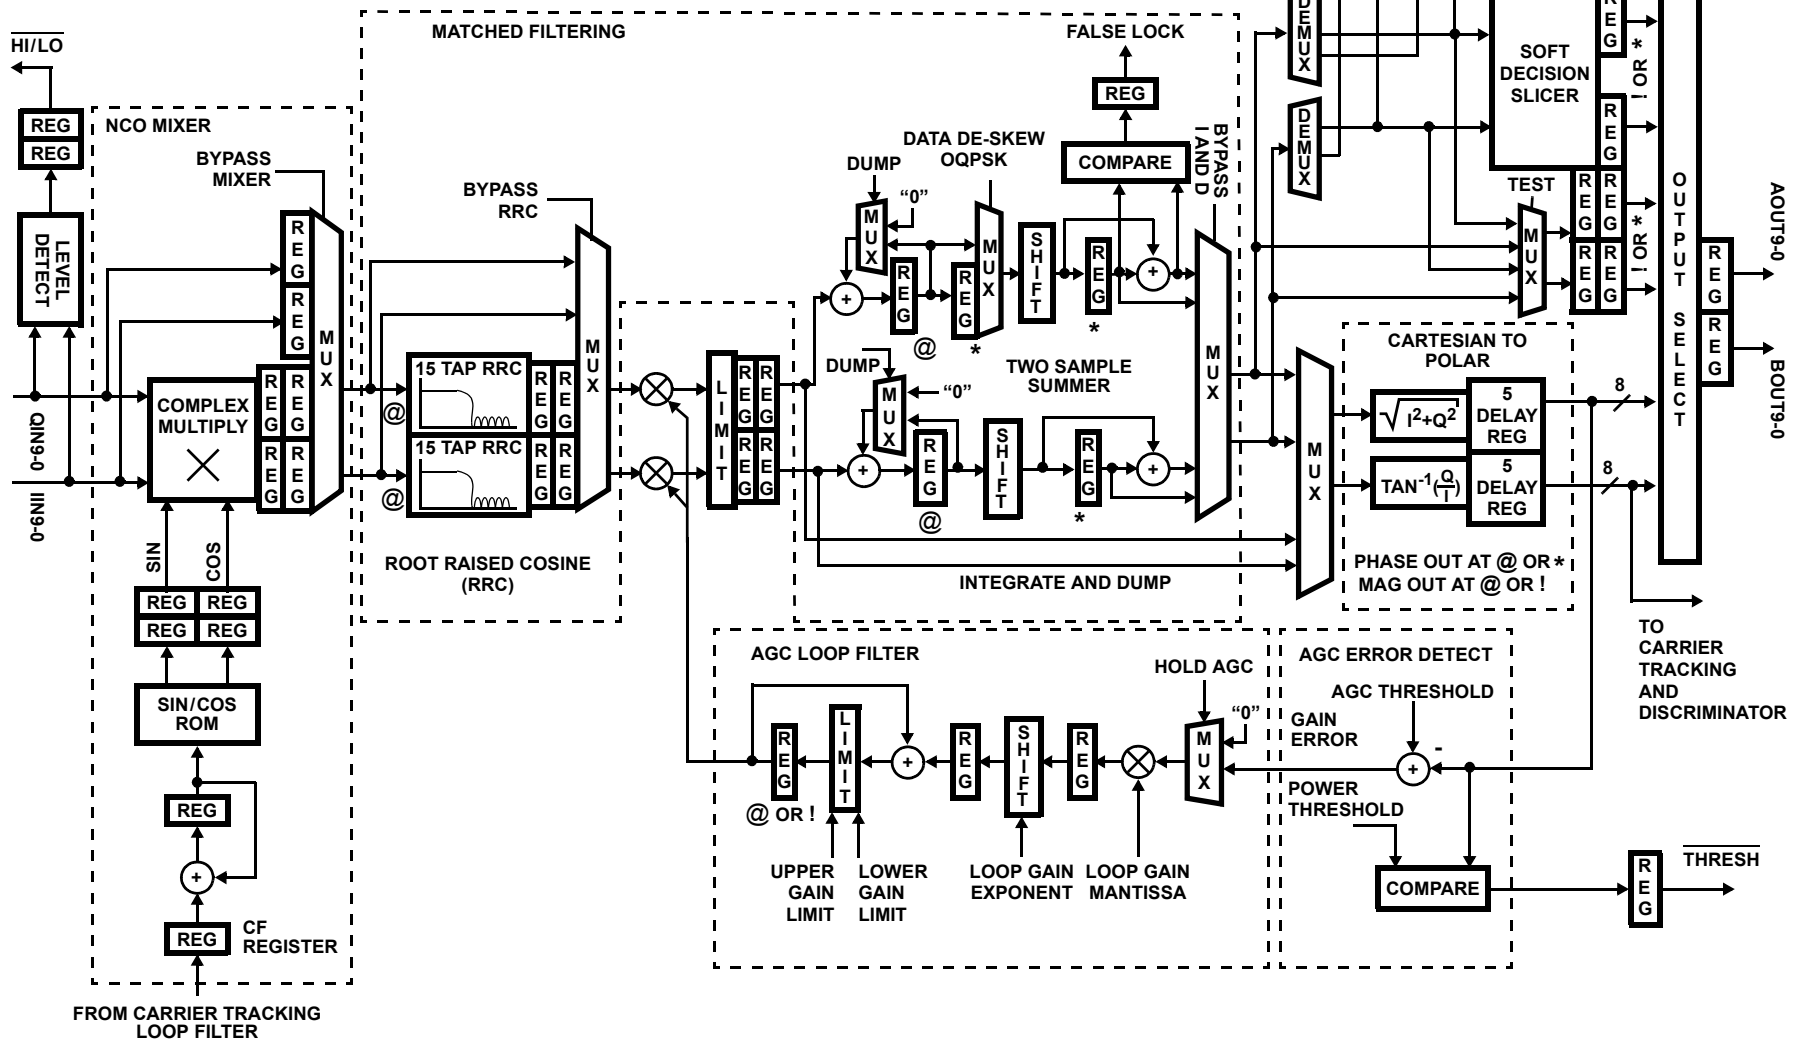 HI/LO
REG
REG
LEVEL
DETECT
QIN9-0
IIN9-0
NCO MIXER
BYPASS
MIXER
REG
REG
MUX
COMPLEX
MULTIPLY
REG
REG
REG
REG
SIN
COS
REG
REG
REG
REG
SIN/COS
ROM
REG
+
REG
CF
REGISTER
FROM CARRIER TRACKING
LOOP FILTER
MATCHED FILTERING
BYPASS
RRC
15 TAP RRC
15 TAP RRC
@
@
REG
REG
REG
REG
MUX
ROOT RAISED COSINE
(RRC)
LIMIT
REG
REG
REG
REG
DUMP
“0”
MUX
+
REG
@
DATA DE-SKEW
OQPSK
REG
*
MUX
SHIFT
REG
*
+
FALSE LOCK
REG
COMPARE
BYPASS
I AND D
MUX
DUMP
“0”
MUX
+
REG
@
SHIFT
REG
*
+
TWO SAMPLE
SUMMER
INTEGRATE AND DUMP
DEMUX
DEMUX
SOFT
DECISION
SLICER
REG
REG
* OR !
TEST
MUX
REG
REG
REG
REG
* OR !
OUTPUT SELECT
REG
REG
AOUT9-0
BOUT9-0
MUX
CARTESIAN TO
POLAR
√I²+Q²
5
DELAY
REG
TAN⁻¹(Q/I)
5
DELAY
REG
8
8
PHASE OUT AT @ OR *
MAG OUT AT @ OR !
TO
CARRIER
TRACKING
AND
DISCRIMINATOR
AGC LOOP FILTER
HOLD AGC
“0”
MUX
REG
SHIFT
REG
+
LIMIT
REG
@ OR !
UPPER
GAIN
LIMIT
LOWER
GAIN
LIMIT
LOOP GAIN
EXPONENT
LOOP GAIN
MANTISSA
AGC ERROR DETECT
AGC THRESHOLD
GAIN
ERROR
-
+
POWER
THRESHOLD
COMPARE
REG
THRESH